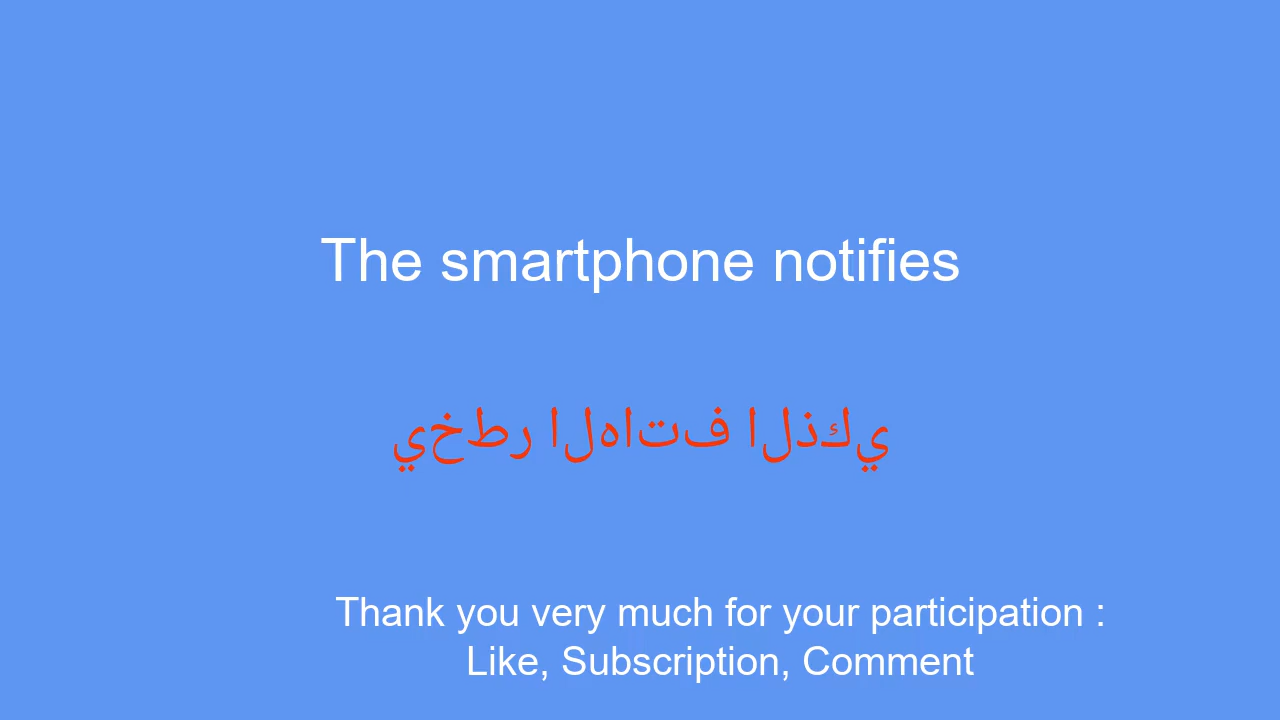 The smartphone notifies
يخطر الهاتف الذكي
Thank you very much for your participation :
Like, Subscription, Comment